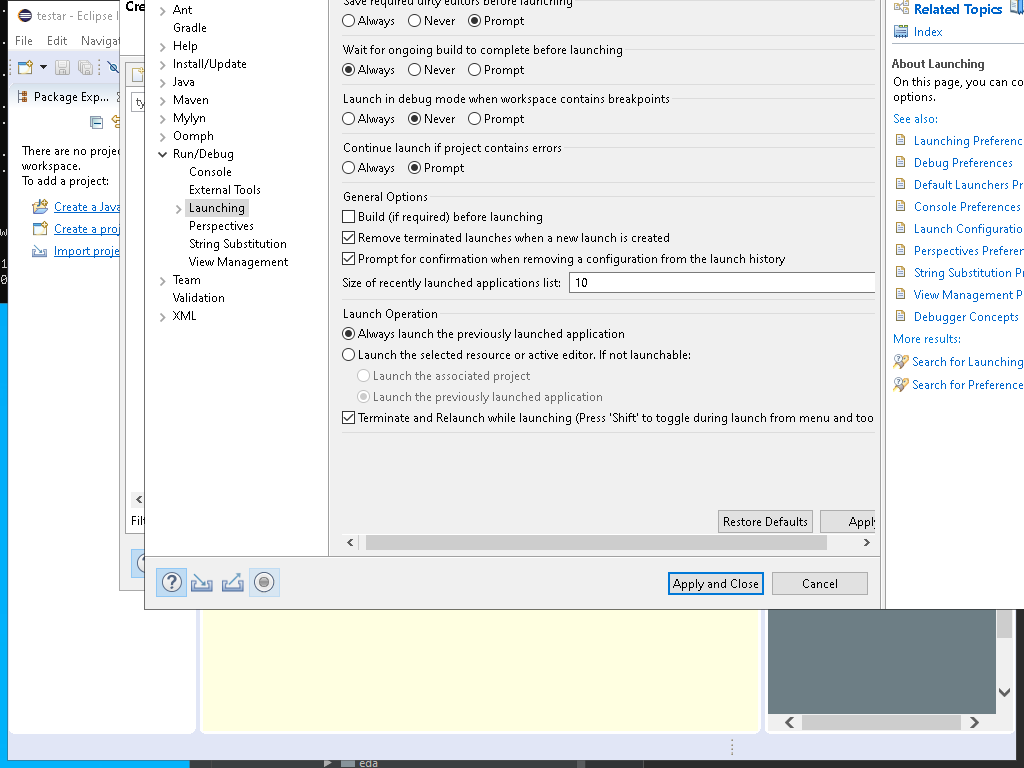 testar - Eclipse I
File Edit Navigat
Package Exp...
There are no proje
workspace.
To add a project:
Create a Java
Create a proj
Import proje
Cre
ty
Filt
Ant
Gradle
Help
Install/Update
Java
Maven
Mylyn
Oomph
Run/Debug
Console
External Tools
Launching
Perspectives
String Substitution
View Management
Team
Validation
XML
Save required dirty editors before launching
Always Never Prompt
Wait for ongoing build to complete before launching
Always Never Prompt
Launch in debug mode when workspace contains breakpoints
Always Never Prompt
Continue launch if project contains errors
Always Prompt
General Options
Build (if required) before launching
Remove terminated launches when a new launch is created
Prompt for confirmation when removing a configuration from the launch history
Size of recently launched applications list: 10
Launch Operation
Always launch the previously launched application
Launch the selected resource or active editor. If not launchable:
Launch the associated project
Launch the previously launched application
Terminate and Relaunch while launching (Press 'Shift' to toggle during launch from menu and too
Restore Defaults Apply
Apply and Close Cancel
Related Topics
Index
About Launching
On this page, you can co
options.
See also:
Launching Preferenc
Debug Preferences
Default Launchers Pr
Console Preferences
Launch Configuratio
Perspectives Preferen
String Substitution Pr
View Management P
Debugger Concepts
More results:
Search for Launching
Search for Preference
eda